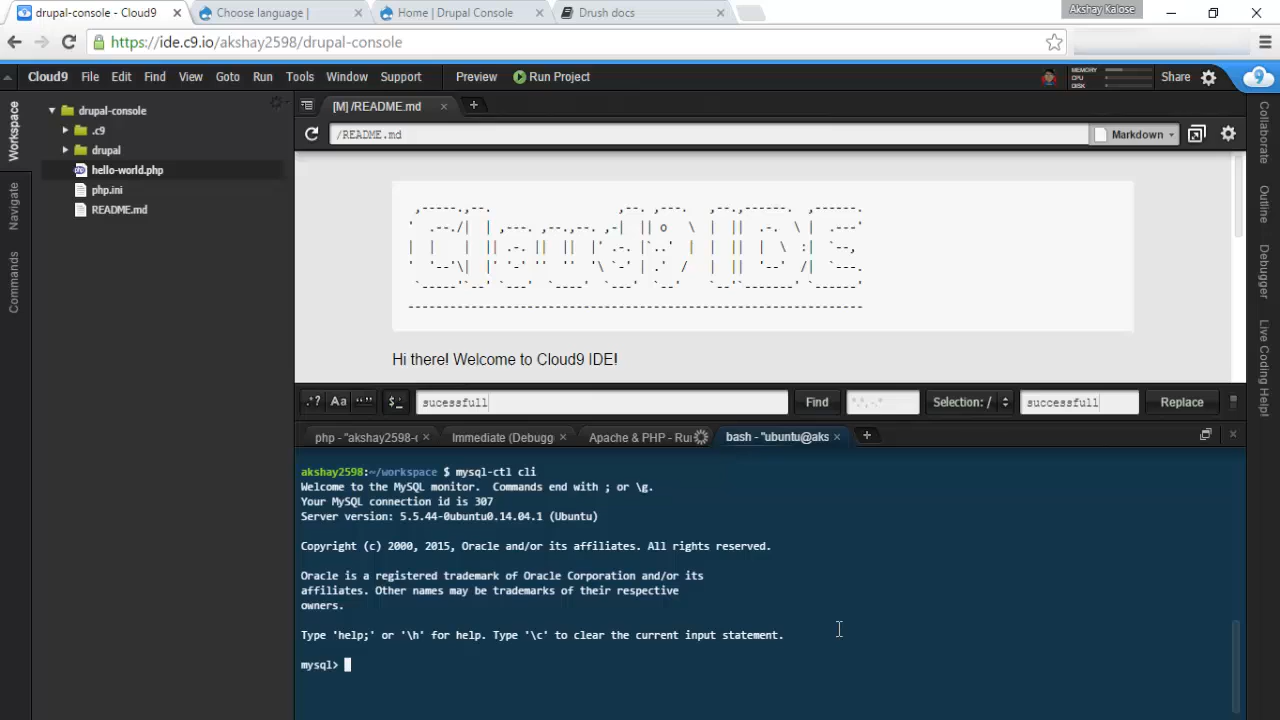 drupal-console - Cloud9
Choose language |
Home | Drupal Console
Drush docs
Akshay Kalose
https://ide.c9.io/akshay2598/drupal-console
Cloud9 File Edit Find View Goto Run Tools Window Support Preview Run Project
MEMORY
CPU
DISK
Share
Workspace
Navigate
Commands
drupal-console
.c9
drupal
hello-world.php
php.ini
README.md
[M] /README.md
/README.md
Markdown
Cloud9 IDE
Hi there! Welcome to Cloud9 IDE!
.? Aa “” $_ sucessfull Find *.*, -.* Selection: / successfull Replace
php - "akshay2598-
Immediate (Debugg
Apache & PHP - Ru
bash - "ubuntu@aks
akshay2598:~/workspace $ mysql-ctl cli
Welcome to the MySQL monitor.  Commands end with ; or \g.
Your MySQL connection id is 307
Server version: 5.5.44-0ubuntu0.14.04.1 (Ubuntu)
Copyright (c) 2000, 2015, Oracle and/or its affiliates. All rights reserved.
Oracle is a registered trademark of Oracle Corporation and/or its
affiliates. Other names may be trademarks of their respective
owners.
Type 'help;' or '\h' for help. Type '\c' to clear the current input statement.
mysql>
Collaborate
Outline
Debugger
Live Coding Help!